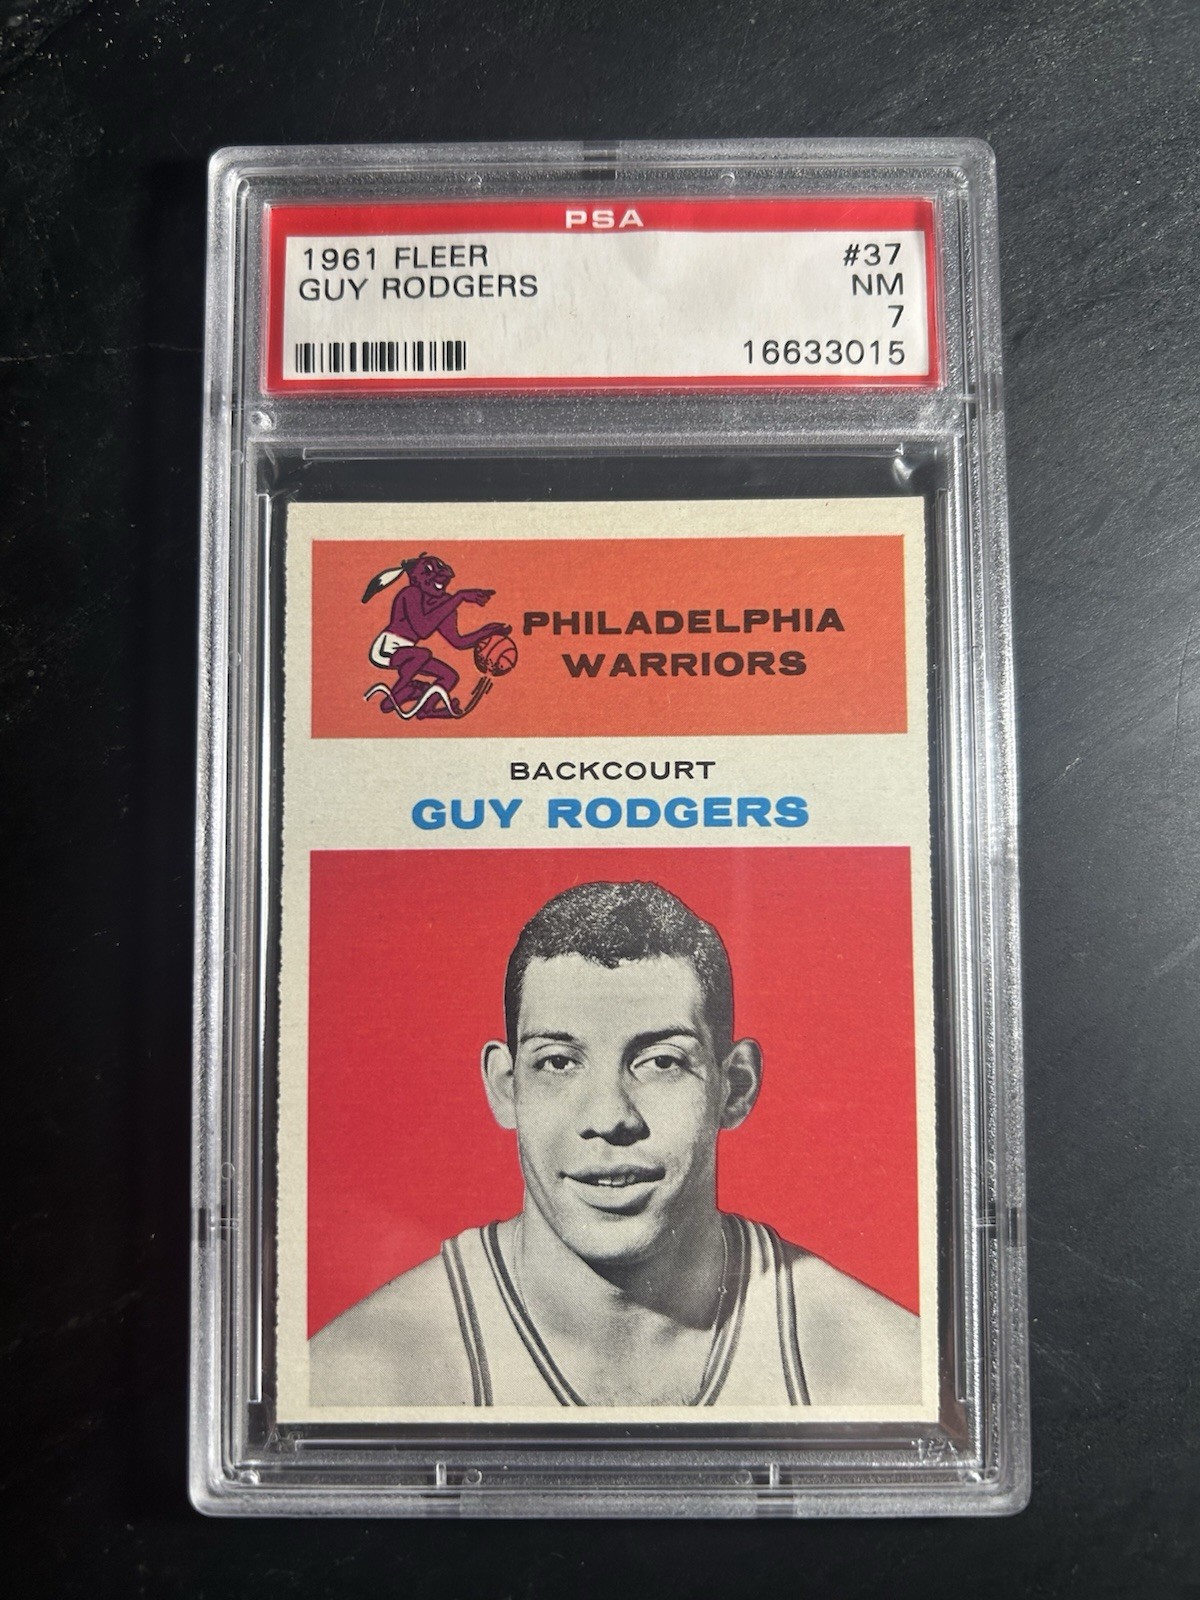 PSA
1961 FLEER #37
GUY RODGERS NM
7
16633015
PHILADELPHIA
WARRIORS
BACKCOURT
GUY RODGERS